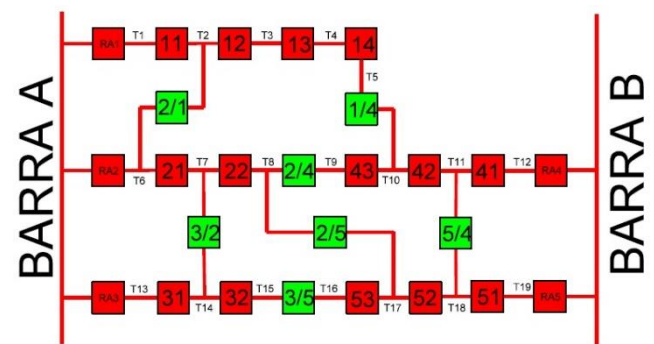 BARRA A
BARRA B
RA1 T1 11 T2 12 T3 13 T4 14
T5
2/1 1/4
RA2 T6 21 T7 22 T8 2/4 T9 43 T10 42 T11 41 T12 RA4
3/2 2/5 5/4
RA3 T13 31 T14 32 T15 3/5 T16 53 T17 52 T18 51 T19 RA5